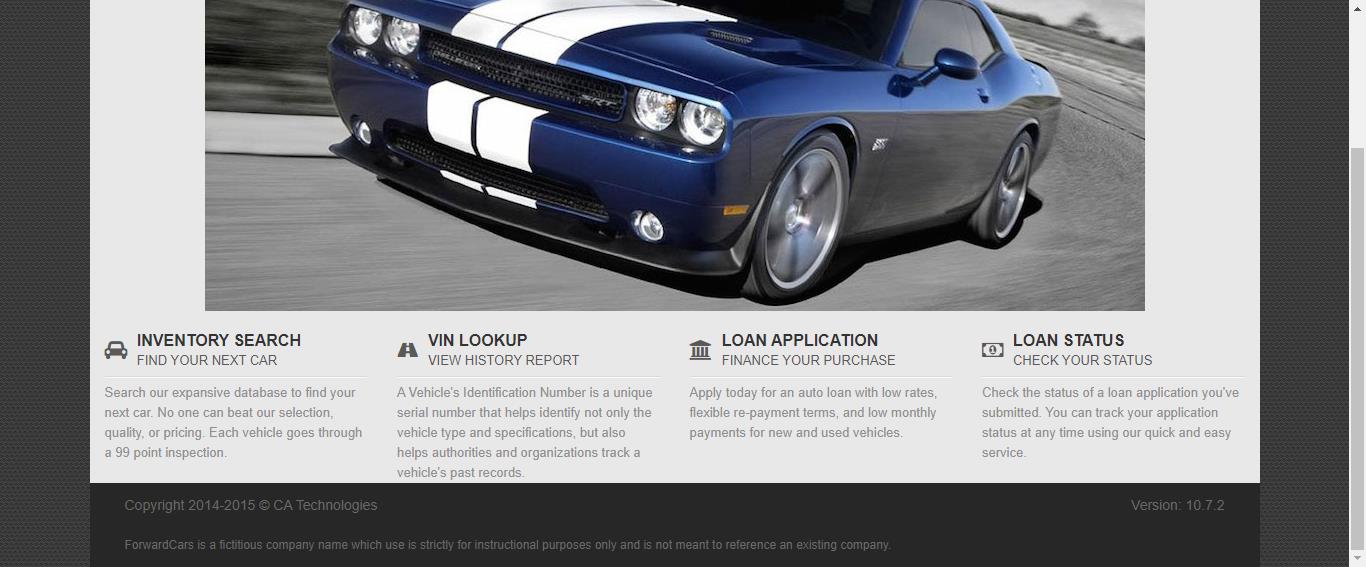 INVENTORY SEARCH
FIND YOUR NEXT CAR
Search our expansive database to find your
next car. No one can beat our selection,
quality, or pricing. Each vehicle goes through
a 99 point inspection.
VIN LOOKUP
VIEW HISTORY REPORT
A Vehicle's Identification Number is a unique
serial number that helps identify not only the
vehicle type and specifications, but also
helps authorities and organizations track a
vehicle's past records.
LOAN APPLICATION
FINANCE YOUR PURCHASE
Apply today for an auto loan with low rates,
flexible re-payment terms, and low monthly
payments for new and used vehicles.
LOAN STATUS
CHECK YOUR STATUS
Check the status of a loan application you've
submitted. You can track your application
status at any time using our quick and easy
service.
Copyright 2014-2015 © CA Technologies
Version: 10.7.2
ForwardCars is a fictitious company name which use is strictly for instructional purposes only and is not meant to reference an existing company.